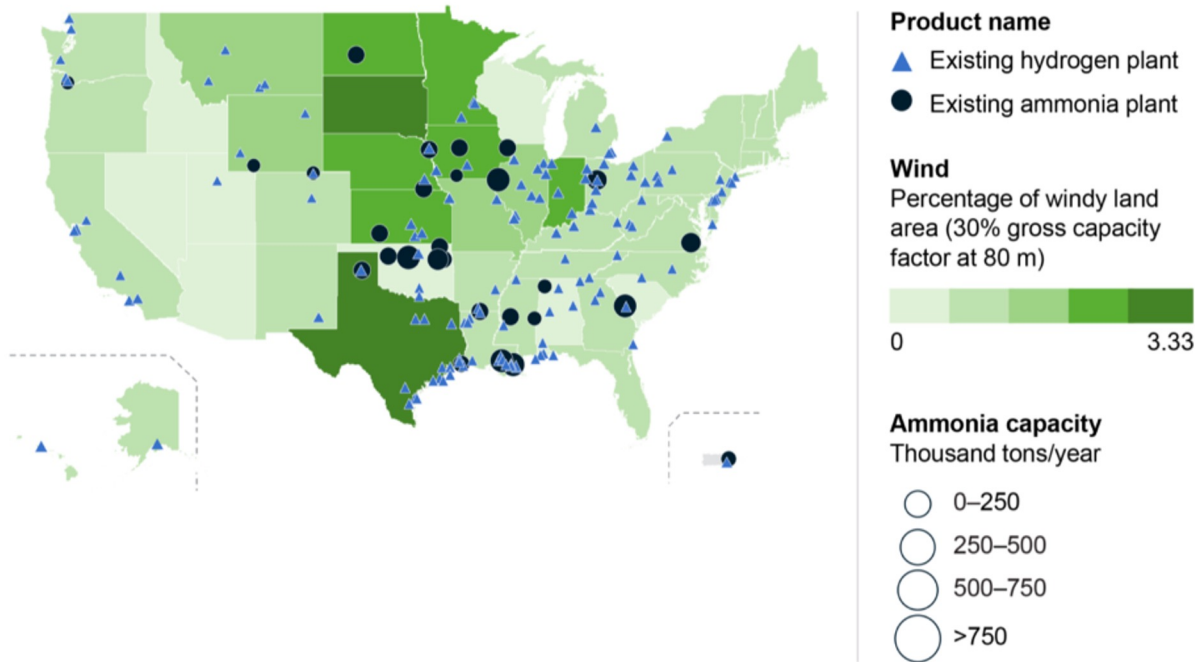 Product name
Existing hydrogen plant
Existing ammonia plant
Wind
Percentage of windy land
area (30% gross capacity
factor at 80 m)
0
3.33
Ammonia capacity
Thousand tons/year
0–250
250–500
500–750
>750